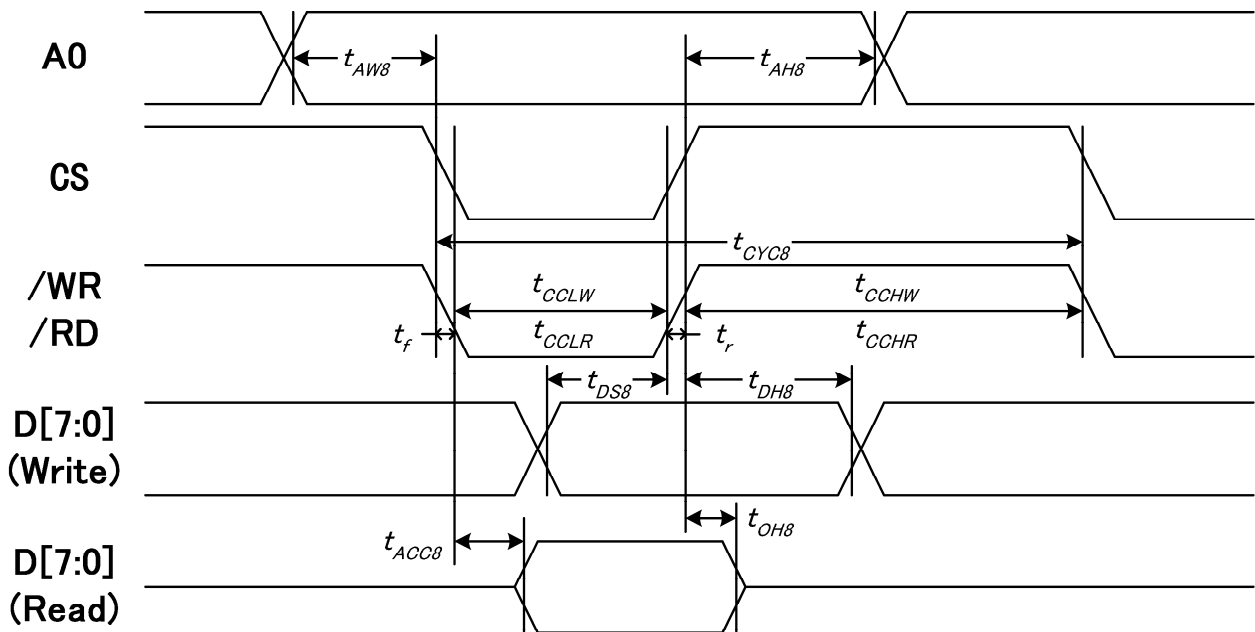 A0
t_AW8
t_AH8
CS
t_CYC8
/WR
/RD
t_CCLW
t_CCHW
t_f
t_CCLR
t_r
t_CCHR
t_DS8
t_DH8
D[7:0]
(Write)
t_OH8
t_ACC8
D[7:0]
(Read)